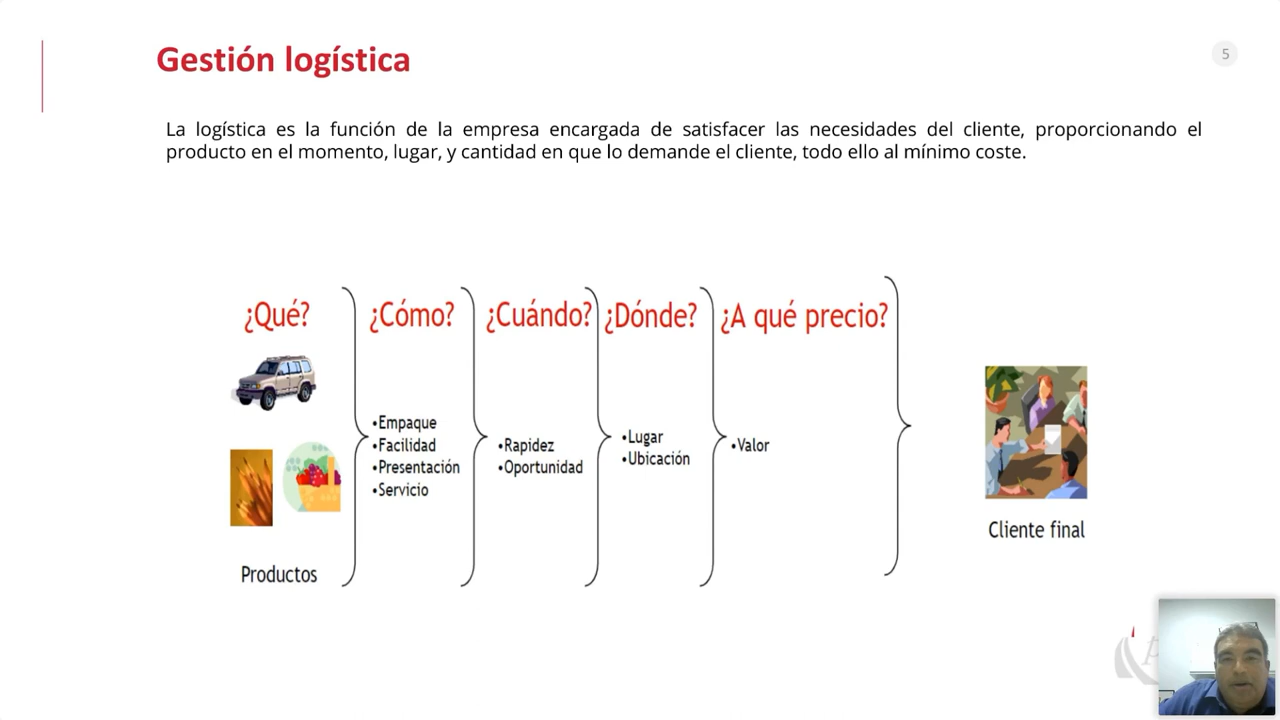 Gestión logística
5
La logística es la función de la empresa encargada de satisfacer las necesidades del cliente, proporcionando el
producto en el momento, lugar, y cantidad en que lo demande el cliente, todo ello al mínimo coste.
¿Qué?
¿Cómo?
¿Cuándo?
¿Dónde?
¿A qué precio?
•Empaque
•Facilidad
•Presentación
•Servicio
•Rapidez
•Oportunidad
•Lugar
•Ubicación
•Valor
Productos
Cliente final